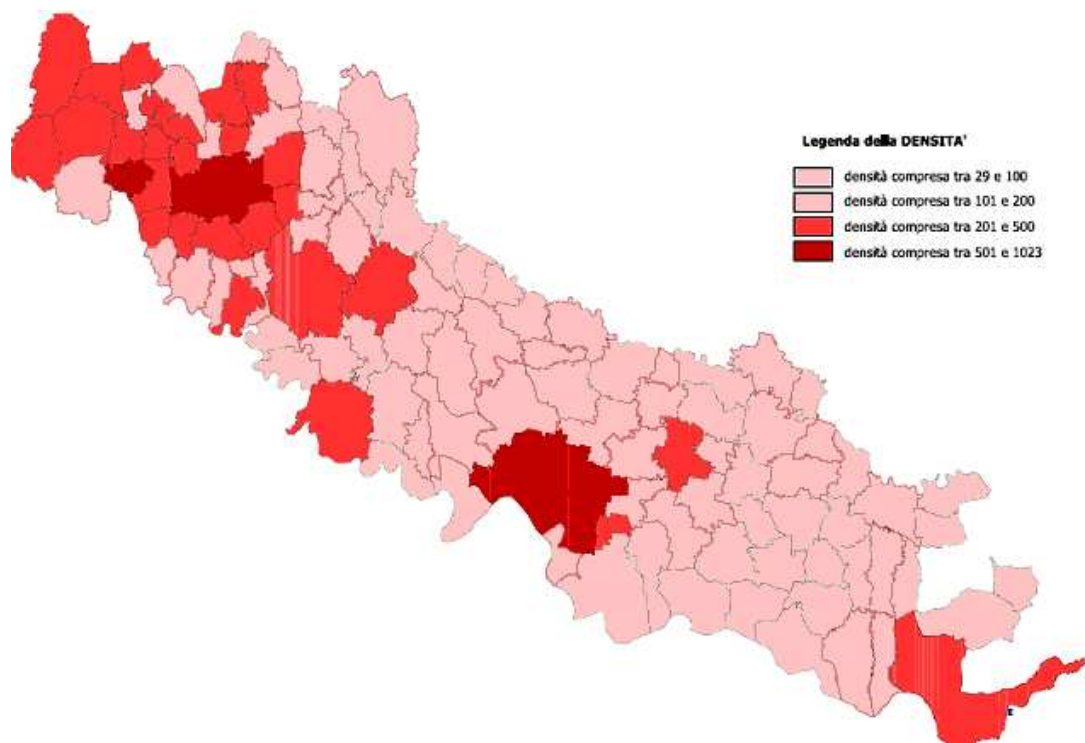 Legenda della DENSITA'
densità compresa tra 29 e 100
densità compresa tra 101 e 200
densità compresa tra 201 e 500
densità compresa tra 501 e 1023